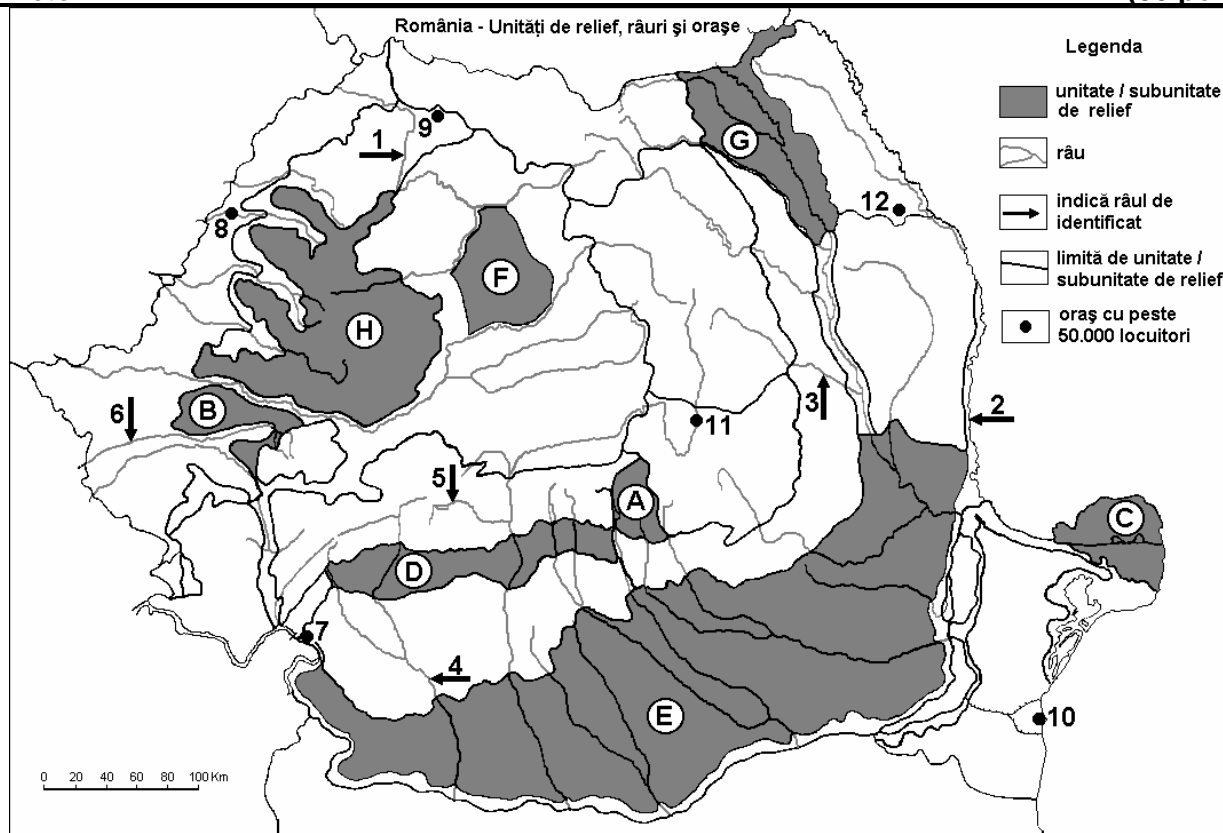 România - Unităţi de relief, râuri şi oraşe
Legenda
unitate / subunitate
de relief
râu
indică râul de
identificat
limită de unitate /
subunitate de relief
oraş cu peste
50.000 locuitori
1
9
G
8
12
F
H
3
2
6
B
11
5
A
C
D
7
4
E
10
0 20 40 60 80 100 Km